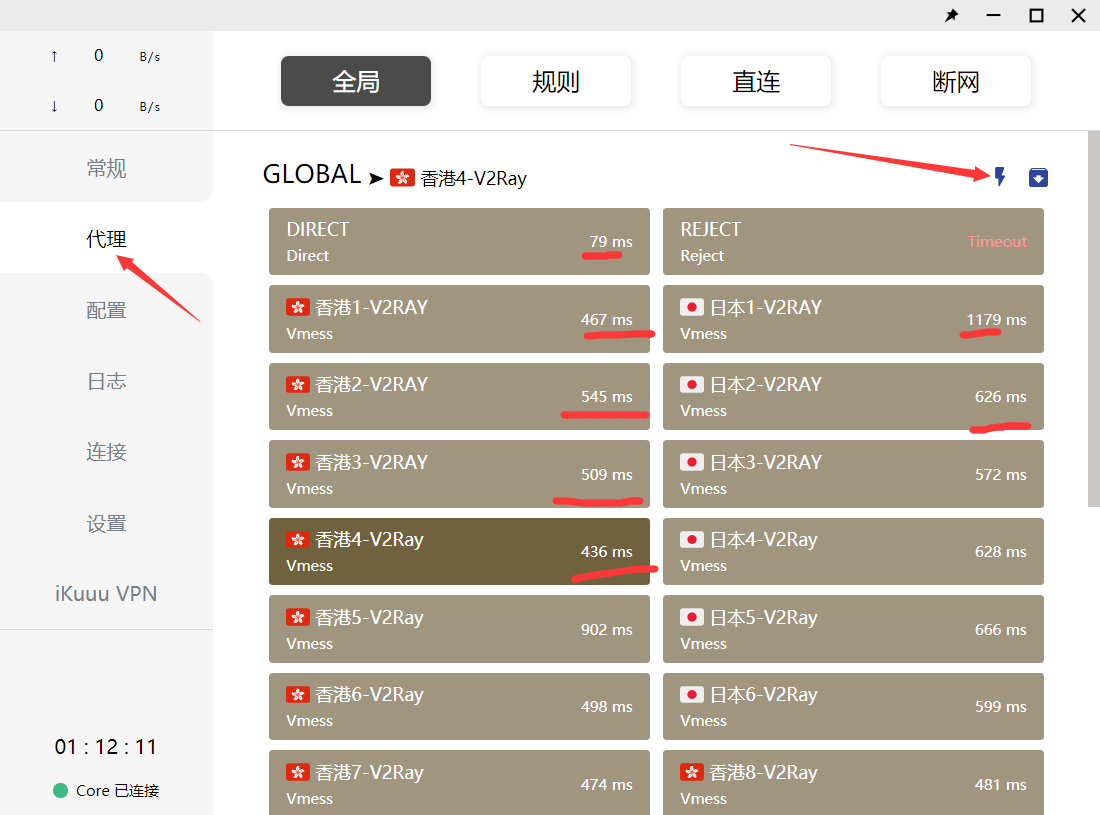 ↑ 0 B/s
↓ 0 B/s
常规
代理
配置
日志
连接
设置
iKuuu VPN
01 : 12 : 11
Core 已连接
全局 规则 直连 断网
GLOBAL ➤ 香港4-V2Ray
DIRECT
Direct
79 ms
REJECT
Reject
Timeout
香港1-V2RAY
Vmess
467 ms
日本1-V2RAY
Vmess
1179 ms
香港2-V2RAY
Vmess
545 ms
日本2-V2RAY
Vmess
626 ms
香港3-V2RAY
Vmess
509 ms
日本3-V2RAY
Vmess
572 ms
香港4-V2Ray
Vmess
436 ms
日本4-V2Ray
Vmess
628 ms
香港5-V2Ray
Vmess
902 ms
日本5-V2Ray
Vmess
666 ms
香港6-V2Ray
Vmess
498 ms
日本6-V2Ray
Vmess
599 ms
香港7-V2Ray
Vmess
474 ms
香港8-V2Ray
Vmess
481 ms